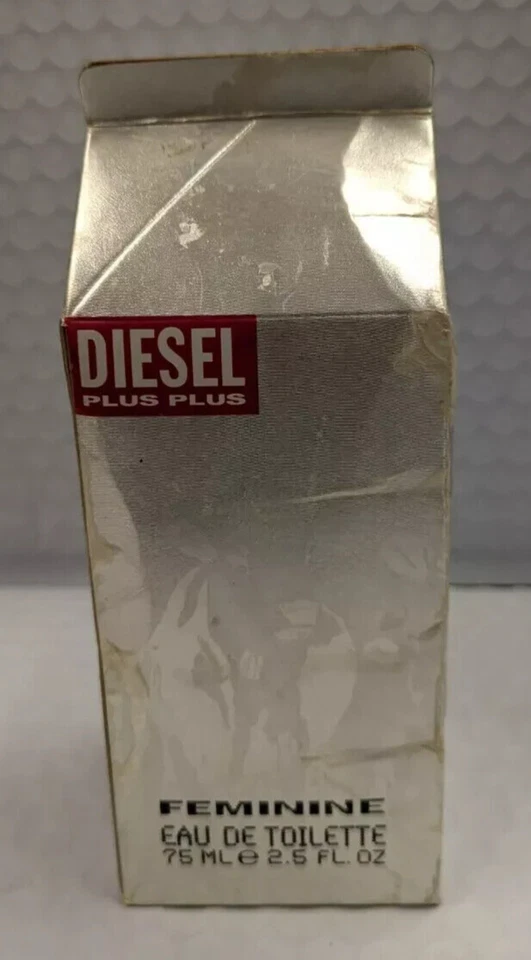 DIESEL
PLUS PLUS
FEMININE
EAU DE TOILETTE
75 ML ℮ 2.5 FL. OZ